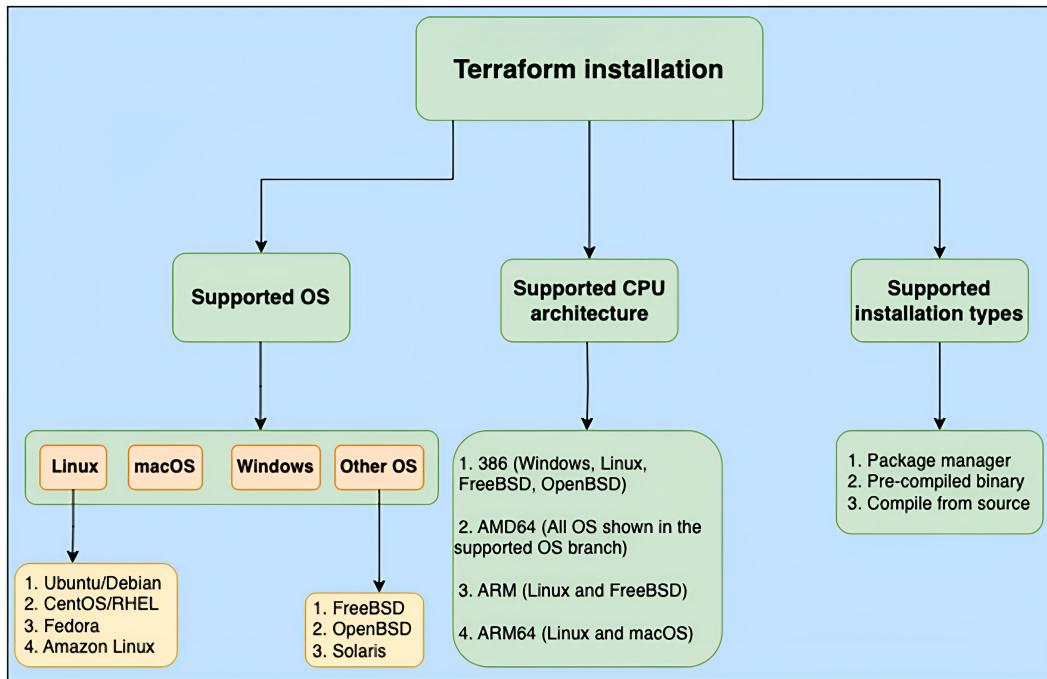 Terraform installation
Supported OS
Supported CPU
architecture
Supported
installation types
Linux
macOS
Windows
Other OS
1. Ubuntu/Debian
2. CentOS/RHEL
3. Fedora
4. Amazon Linux
1. FreeBSD
2. OpenBSD
3. Solaris
1. 386 (Windows, Linux,
FreeBSD, OpenBSD)
2. AMD64 (All OS shown in the
supported OS branch)
3. ARM (Linux and FreeBSD)
4. ARM64 (Linux and macOS)
1. Package manager
2. Pre-compiled binary
3. Compile from source